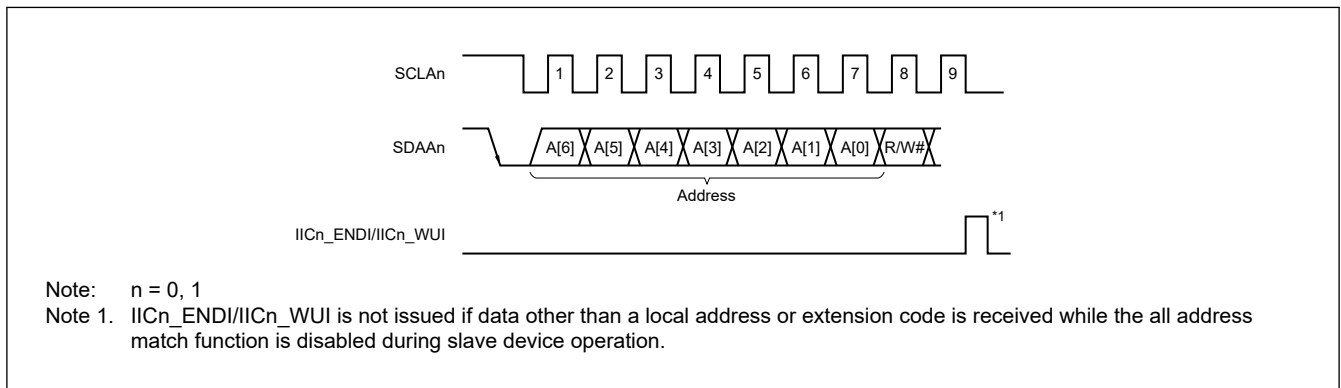 SCLAn 1 2 3 4 5 6 7 8 9
SDAAn A[6] A[5] A[4] A[3] A[2] A[1] A[0] R/W#
Address
IICn_ENDI/IICn_WUI *1
Note: n = 0, 1
Note 1. IICn_ENDI/IICn_WUI is not issued if data other than a local address or extension code is received while the all address
match function is disabled during slave device operation.